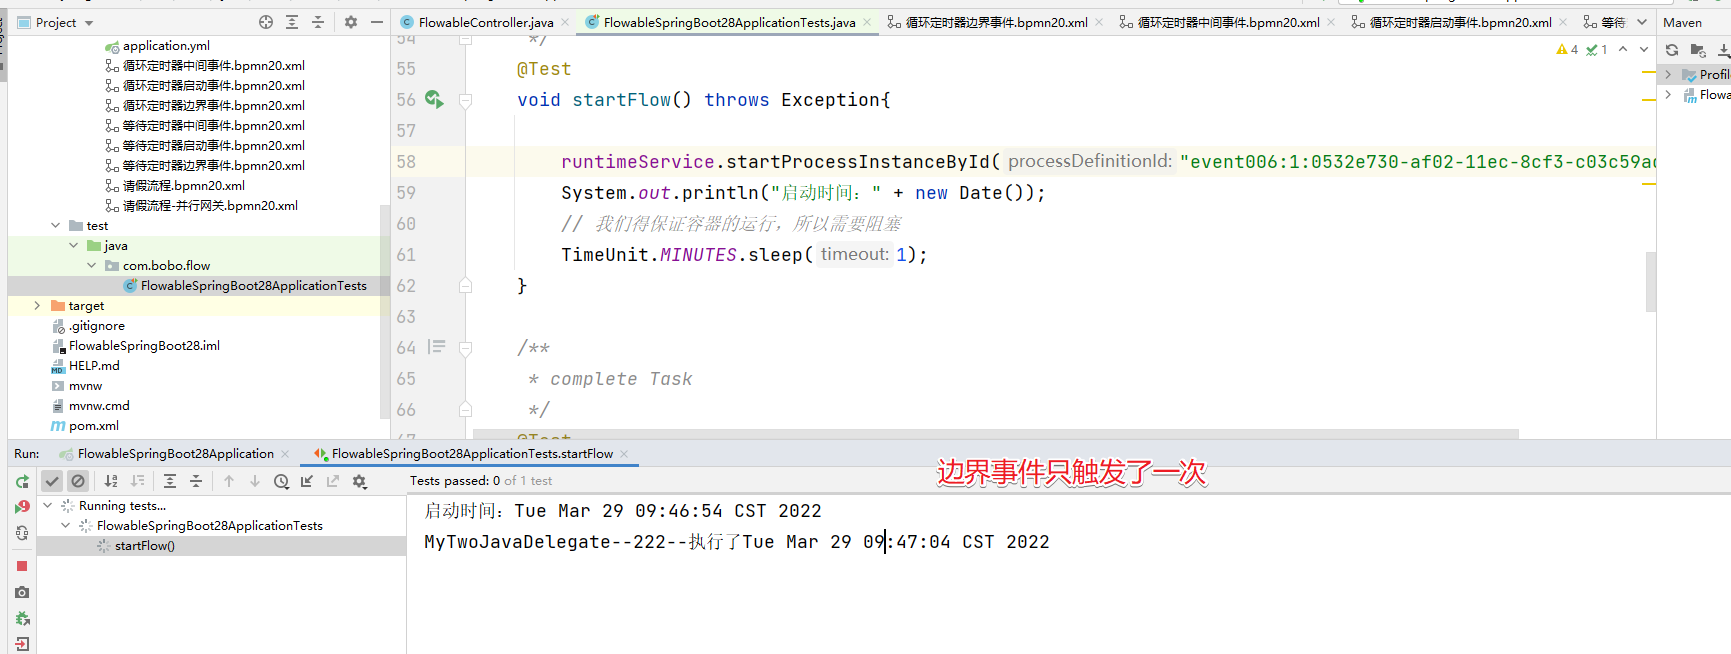 Project
FlowableController.java
FlowableSpringBoot28ApplicationTests.java
循环定时器边界事件.bpmn20.xml
循环定时器中间事件.bpmn20.xml
循环定时器启动事件.bpmn20.xml
等待
Maven
application.yml
循环定时器中间事件.bpmn20.xml
循环定时器启动事件.bpmn20.xml
循环定时器边界事件.bpmn20.xml
等待定时器中间事件.bpmn20.xml
等待定时器启动事件.bpmn20.xml
等待定时器边界事件.bpmn20.xml
请假流程.bpmn20.xml
请假流程-并行网关.bpmn20.xml
test
java
com.bobo.flow
FlowableSpringBoot28ApplicationTests
target
.gitignore
FlowableSpringBoot28.iml
HELP.md
mvnw
mvnw.cmd
pom.xml
54 */
55 @Test
56 void startFlow() throws Exception{
57
58 runtimeService.startProcessInstanceById( processDefinitionId: "event006:1:0532e730-af02-11ec-8cf3-c03c59ad
59 System.out.println("启动时间：" + new Date());
60 // 我们得保证容器的运行，所以需要阻塞
61 TimeUnit.MINUTES.sleep( timeout: 1);
62 }
63
64 /**
65 * complete Task
66 */
67 @Test
4 1
Profil
Flowa
Run:
FlowableSpringBoot28Application
FlowableSpringBoot28ApplicationTests.startFlow
Tests passed: 0 of 1 test
边界事件只触发了一次
Running tests...
FlowableSpringBoot28ApplicationTests
startFlow()
启动时间：Tue Mar 29 09:46:54 CST 2022
MyTwoJavaDelegate--222--执行了Tue Mar 29 09:47:04 CST 2022